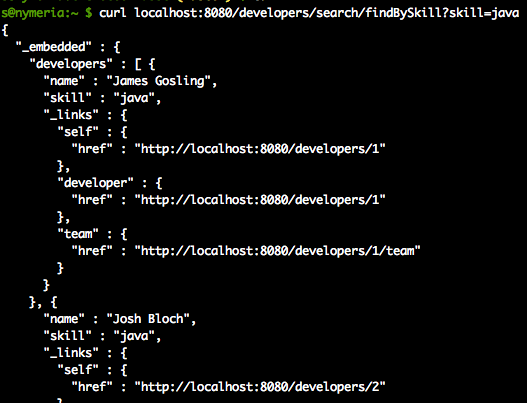 s@nymeria:~ $ curl localhost:8080/developers/search/findBySkill?skill=java
{
  "_embedded" : {
    "developers" : [ {
      "name" : "James Gosling",
      "skill" : "java",
      "_links" : {
        "self" : {
          "href" : "http://localhost:8080/developers/1"
        },
        "developer" : {
          "href" : "http://localhost:8080/developers/1"
        },
        "team" : {
          "href" : "http://localhost:8080/developers/1/team"
        }
      }
    }, {
      "name" : "Josh Bloch",
      "skill" : "java",
      "_links" : {
        "self" : {
          "href" : "http://localhost:8080/developers/2"